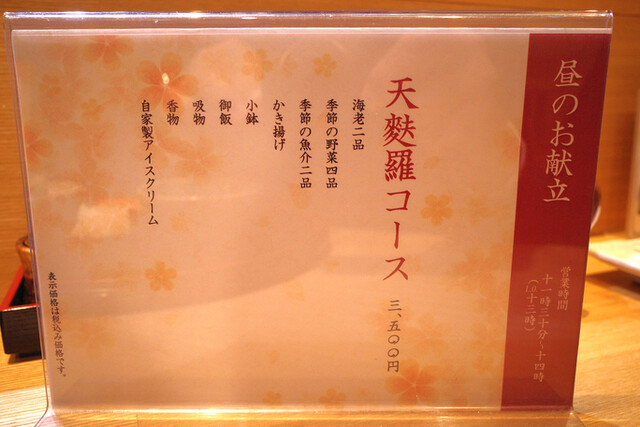 昼のお献立
営業時間
十一時三十分〜十四時
天麩羅コース
三、五〇〇円
海老二品
季節の野菜四品
季節の魚介二品
かき揚げ
小鉢
御飯
吸物
香物
自家製アイスクリーム
表示価格は税込み価格です。